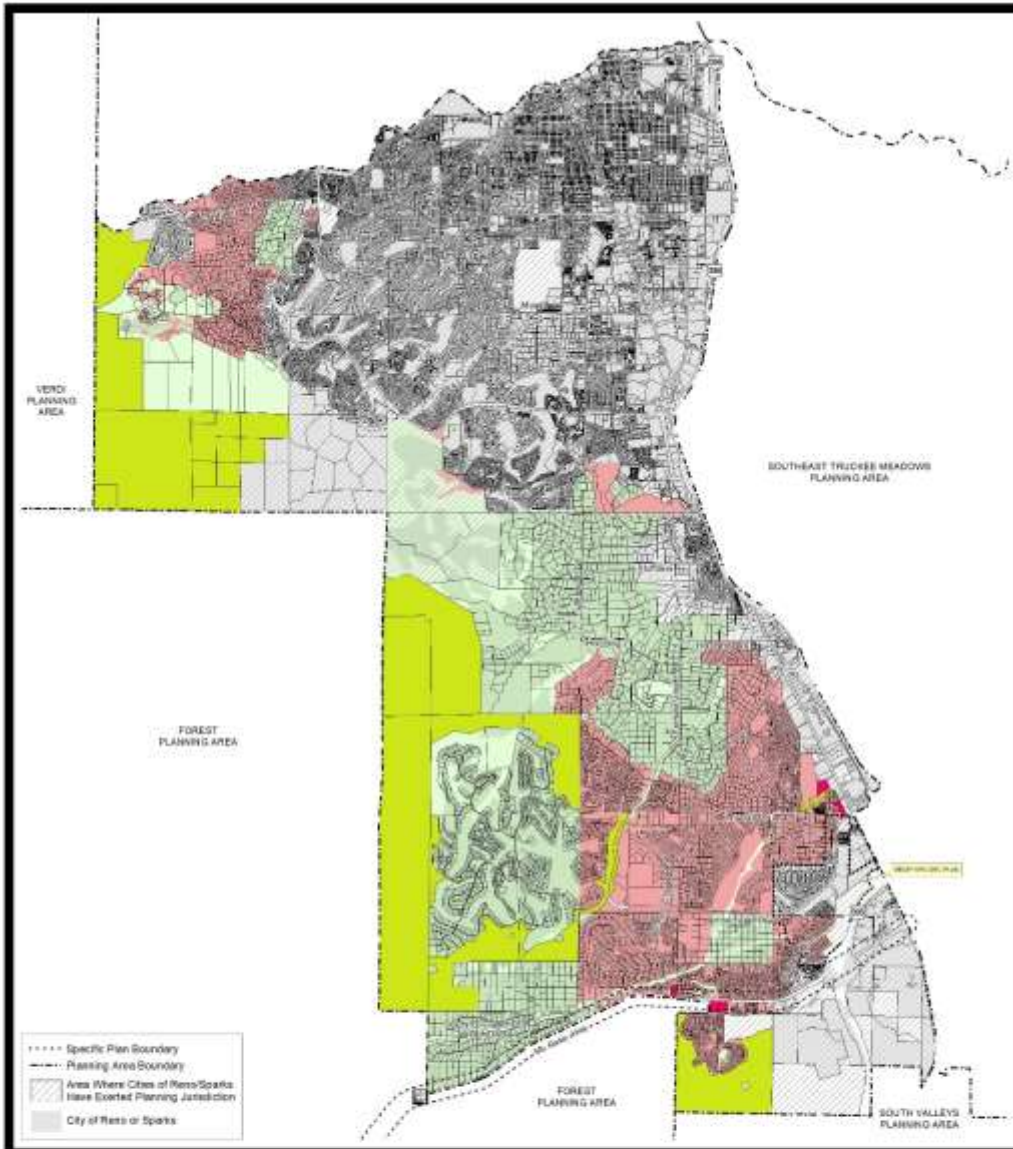 VERDI
PLANNING
AREA
SOUTHEAST TRUCKEE MEADOWS
PLANNING AREA
FOREST
PLANNING AREA
Specific Plan Boundary
Planning Area Boundary
Area Where Cities of Reno/Sparks
Have Exerted Planning Jurisdiction
City of Reno or Sparks
FOREST
PLANNING AREA
SOUTH VALLEYS
PLANNING AREA